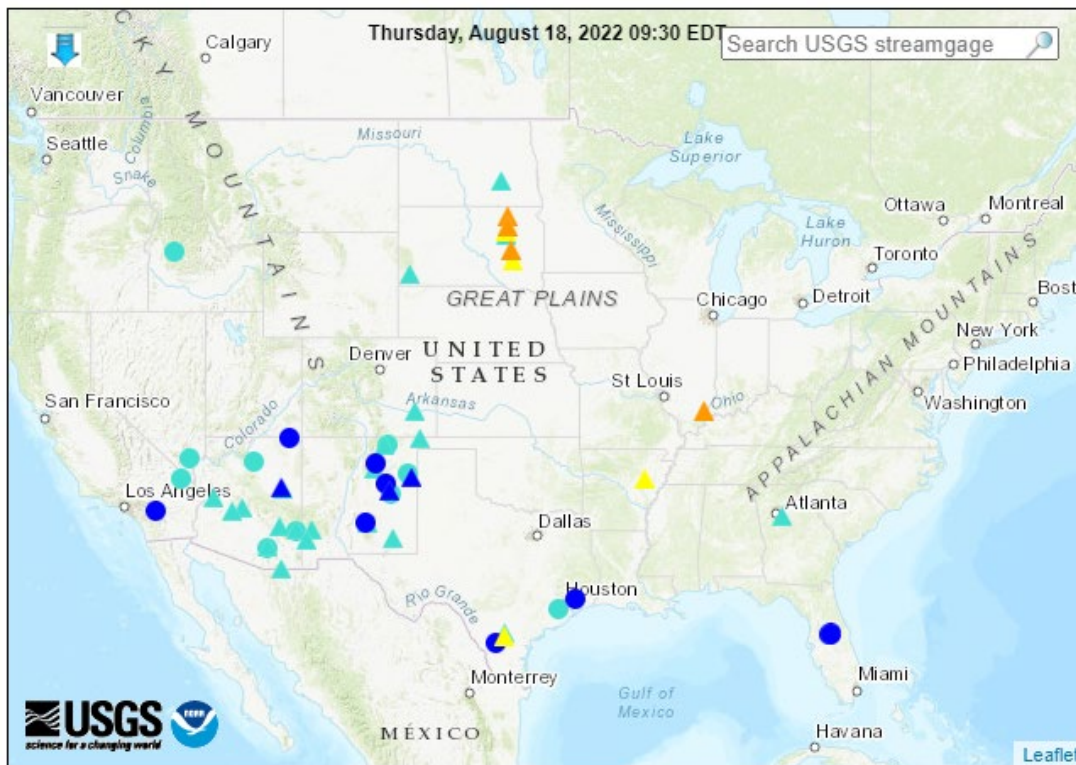 Thursday, August 18, 2022 09:30 EDT
Search USGS streamgage
Calgary
Vancouver
Seattle
Columbia
Snake
ROCKY MOUNTAINS
Missouri
Lake
Superior
Mississippi
Ottawa
Montreal
Lake
Huron
Toronto
Chicago
Detroit
Bost
New York
Philadelphia
Washington
APPALACHIAN MOUNTAINS
GREAT PLAINS
Denver
UNITED
STATES
St Louis
Ohio
Arkansas
San Francisco
Colorado
Los Angeles
Dallas
Atlanta
Houston
Rio Grande
Monterrey
Gulf of
Mexico
Miami
Havana
MÉXICO
USGS
science for a changing world
Leaflet